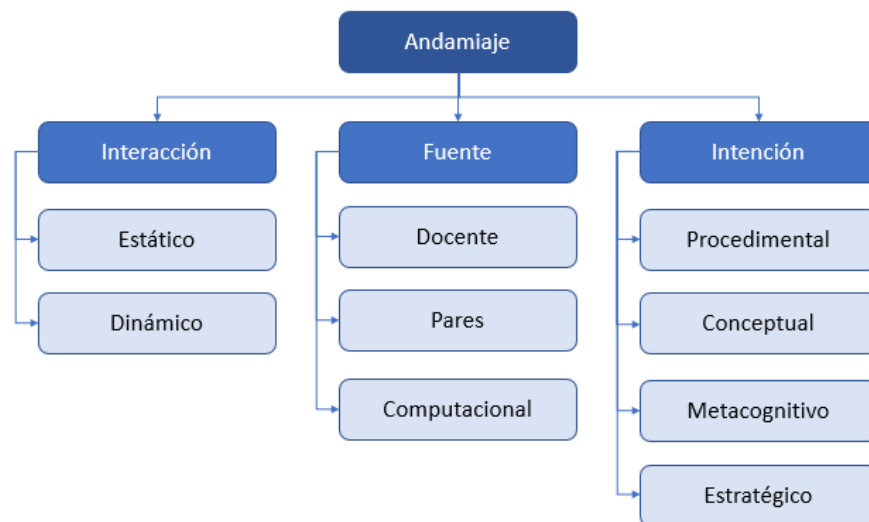 Andamiaje
Interacción
Estático
Dinámico
Fuente
Docente
Pares
Computacional
Intención
Procedimental
Conceptual
Metacognitivo
Estratégico